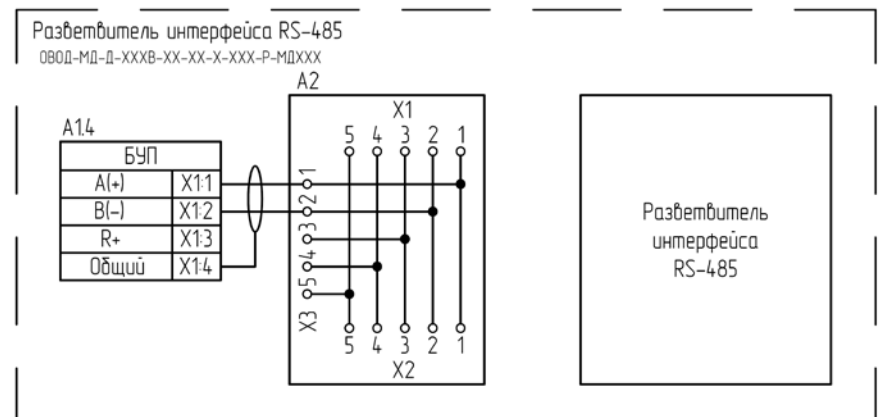 Разветвитель интерфейса RS-485
ОВОД-МД-Д-XXXВ-XX-XX-X-XXX-Р-МДXXX
А2
X1
5 4 3 2 1
А1.4
БУП
А(+) X1:1
В(-) X1:2
R+ X1:3
Общий X1:4
1
2
3
4
5
X3
5 4 3 2 1
X2
Разветвитель
интерфейса
RS-485